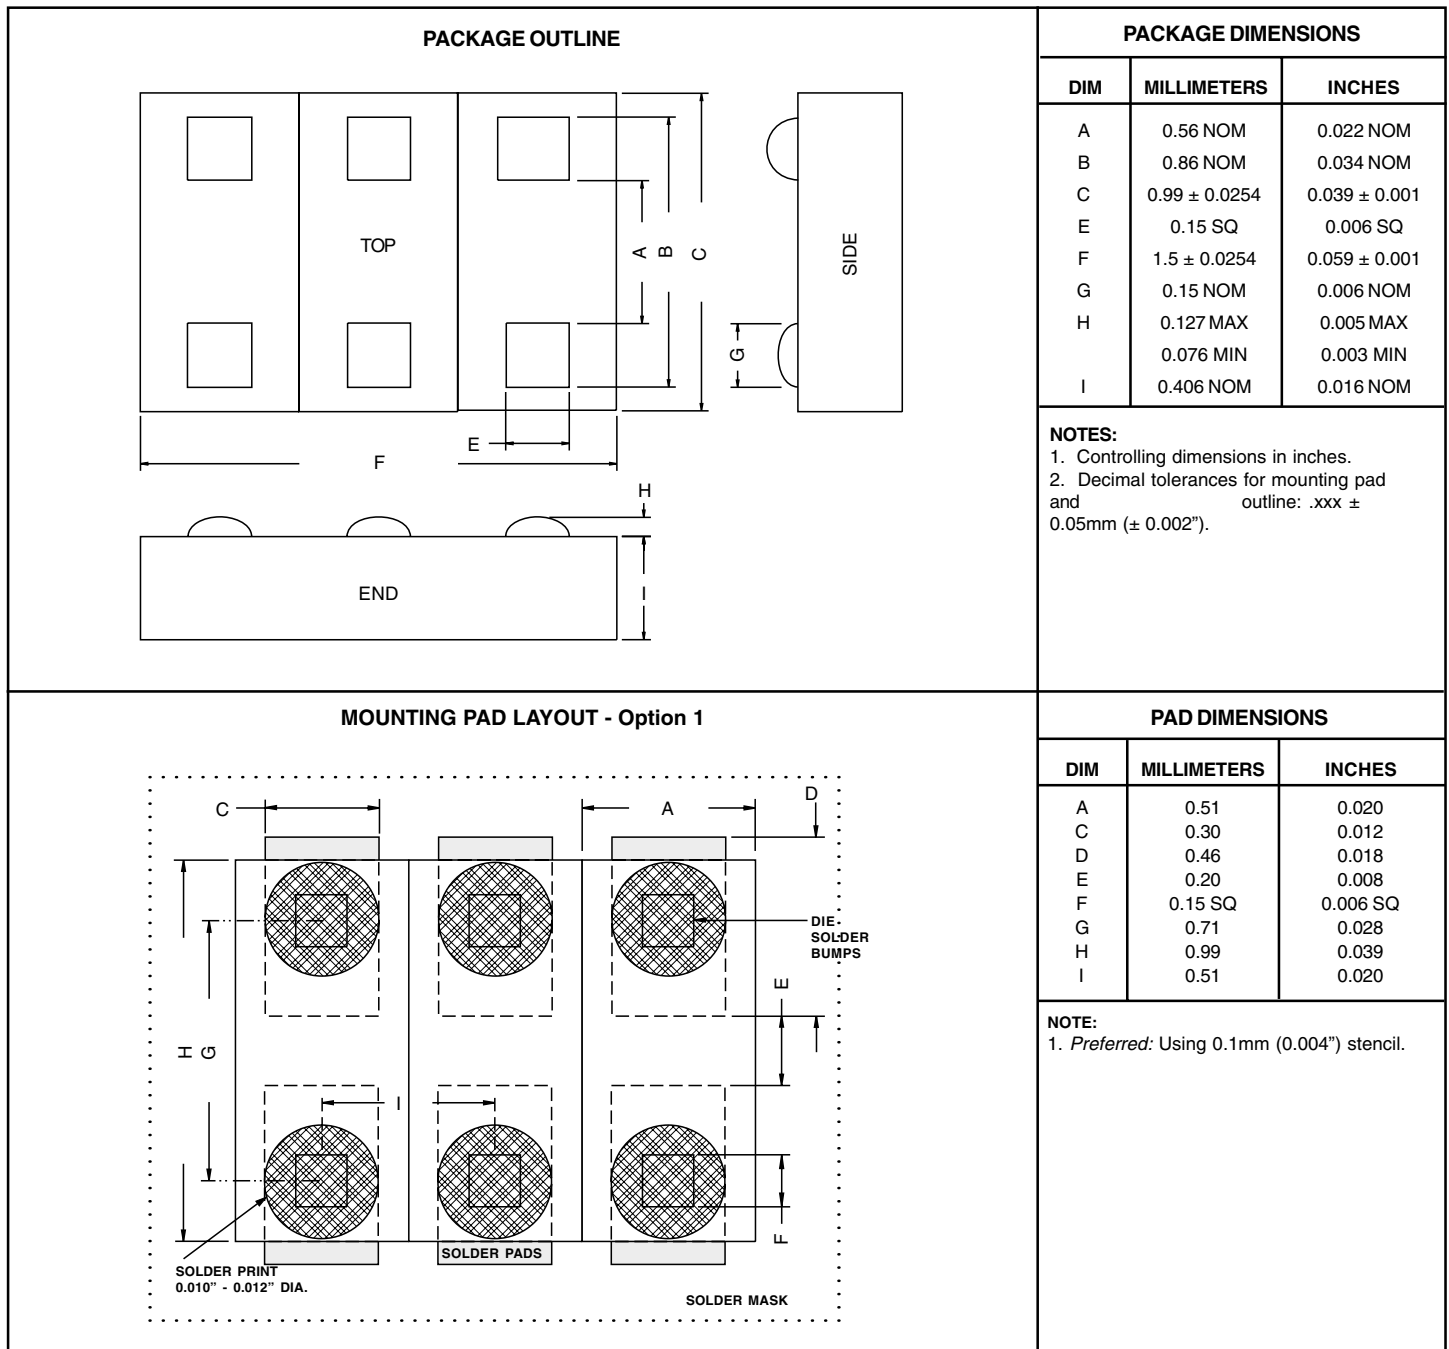 PACKAGE OUTLINE
TOP
A
B
C
SIDE
G
E
F
H
END
I
PACKAGE DIMENSIONS
DIM MILLIMETERS INCHES
A 0.56 NOM 0.022 NOM
B 0.86 NOM 0.034 NOM
C 0.99 ± 0.0254 0.039 ± 0.001
E 0.15 SQ 0.006 SQ
F 1.5 ± 0.0254 0.059 ± 0.001
G 0.15 NOM 0.006 NOM
H 0.127 MAX 0.005 MAX
0.076 MIN 0.003 MIN
I 0.406 NOM 0.016 NOM
NOTES:
1. Controlling dimensions in inches.
2. Decimal tolerances for mounting pad
and outline: .xxx ±
0.05mm (± 0.002”).
MOUNTING PAD LAYOUT - Option 1
C
A
D
DIE-
SOLDER
BUMPS
E
H
G
I
F
SOLDER PADS
SOLDER PRINT
0.010” - 0.012” DIA.
SOLDER MASK
PAD DIMENSIONS
DIM MILLIMETERS INCHES
A 0.51 0.020
C 0.30 0.012
D 0.46 0.018
E 0.20 0.008
F 0.15 SQ 0.006 SQ
G 0.71 0.028
H 0.99 0.039
I 0.51 0.020
NOTE:
1. Preferred: Using 0.1mm (0.004”) stencil.